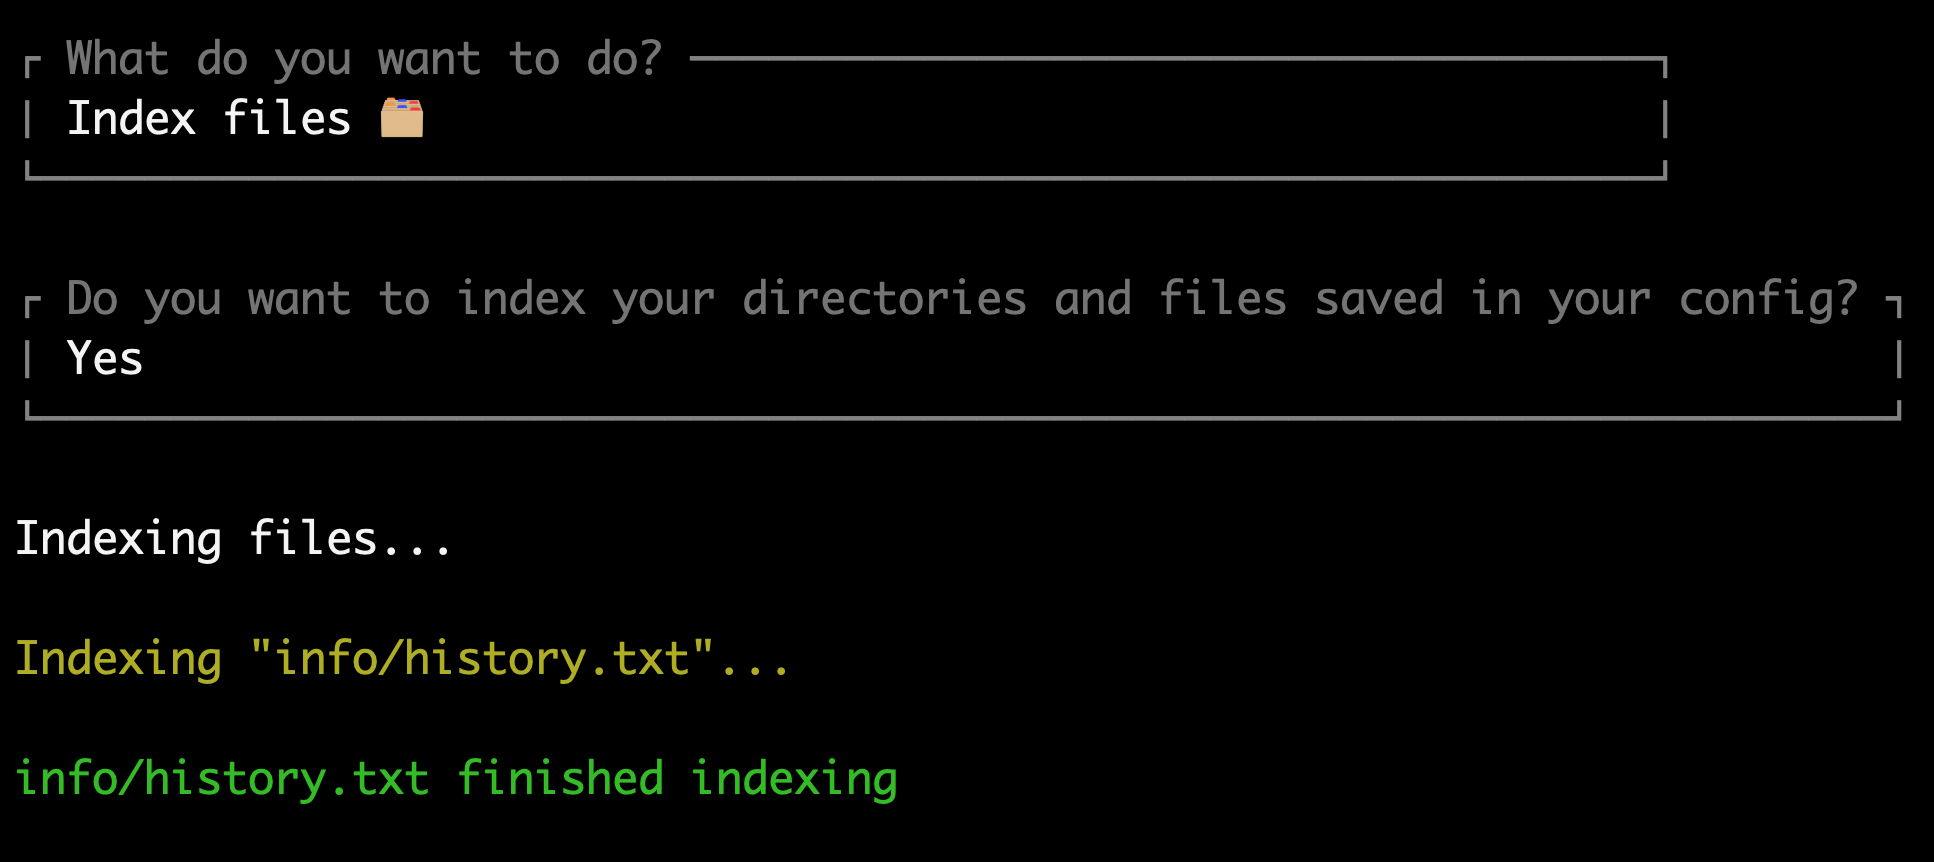 What do you want to do?
Index files 🗂️
Do you want to index your directories and files saved in your config?
Yes
Indexing files...
Indexing "info/history.txt"...
info/history.txt finished indexing